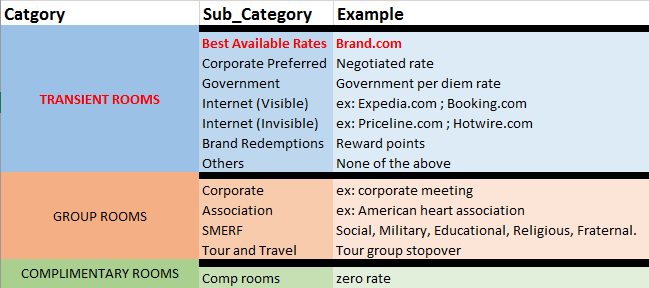 Catgory Sub_Category Example
Best Available Rates Brand.com
Corporate Preferred Negotiated rate
Government Government per diem rate
TRANSIENT ROOMS Internet (Visible) ex: Expedia.com ; Booking.com
Internet (Invisible) ex: Priceline.com ; Hotwire.com
Brand Redemptions Reward points
Others None of the above
Corporate ex: corporate meeting
Association ex: American heart association
GROUP ROOMS SMERF Social, Military, Educational, Religious, Fraternal.
Tour and Travel Tour group stopover
COMPLIMENTARY ROOMS Comp rooms zero rate